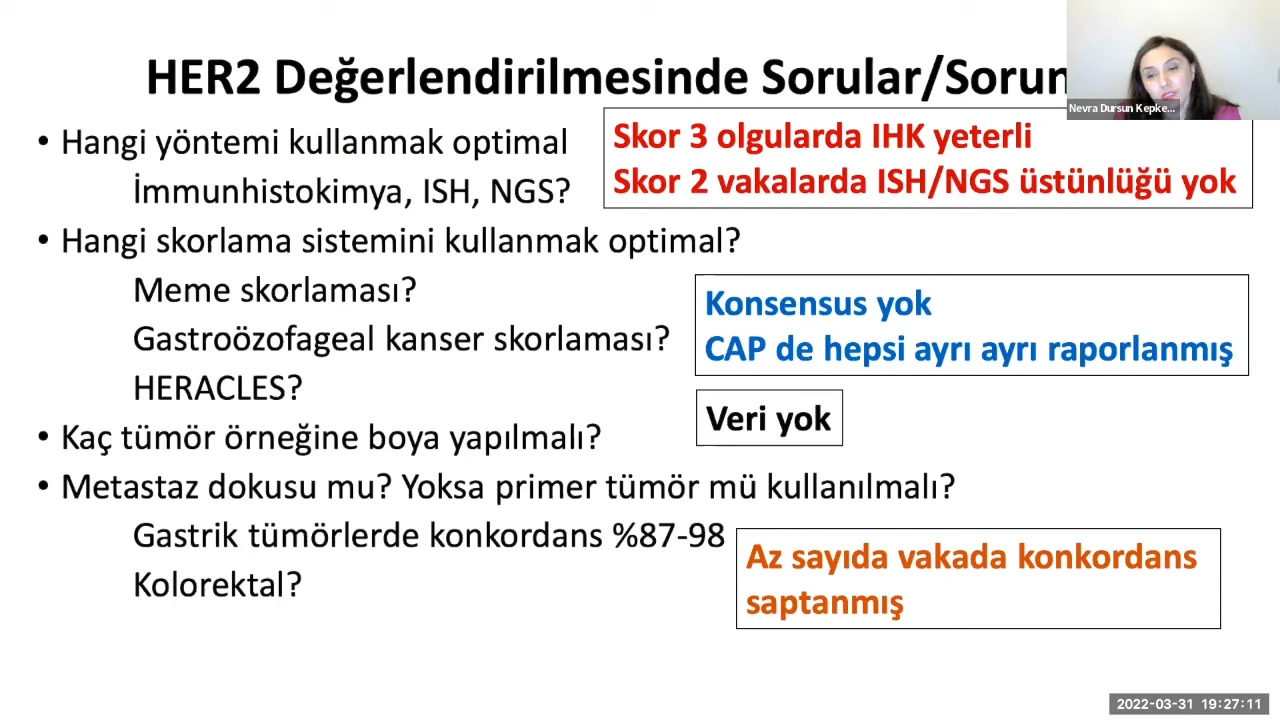 HER2 Değerlendirilmesinde Sorular/Sorun
Nevra Dursun Kepke...
• Hangi yöntemi kullanmak optimal
İmmunhistokimya, ISH, NGS?
Skor 3 olgularda IHK yeterli
Skor 2 vakalarda ISH/NGS üstünlüğü yok
• Hangi skorlama sistemini kullanmak optimal?
Meme skorlaması?
Gastroözofageal kanser skorlaması?
HERACLES?
Konsensus yok
CAP de hepsi ayrı ayrı raporlanmış
• Kaç tümör örneğine boya yapılmalı?
Veri yok
• Metastaz dokusu mu? Yoksa primer tümör mü kullanılmalı?
Gastrik tümörlerde konkordans %87-98
Kolorektal?
Az sayıda vakada konkordans
saptanmış
2022-03-31 19:27:11